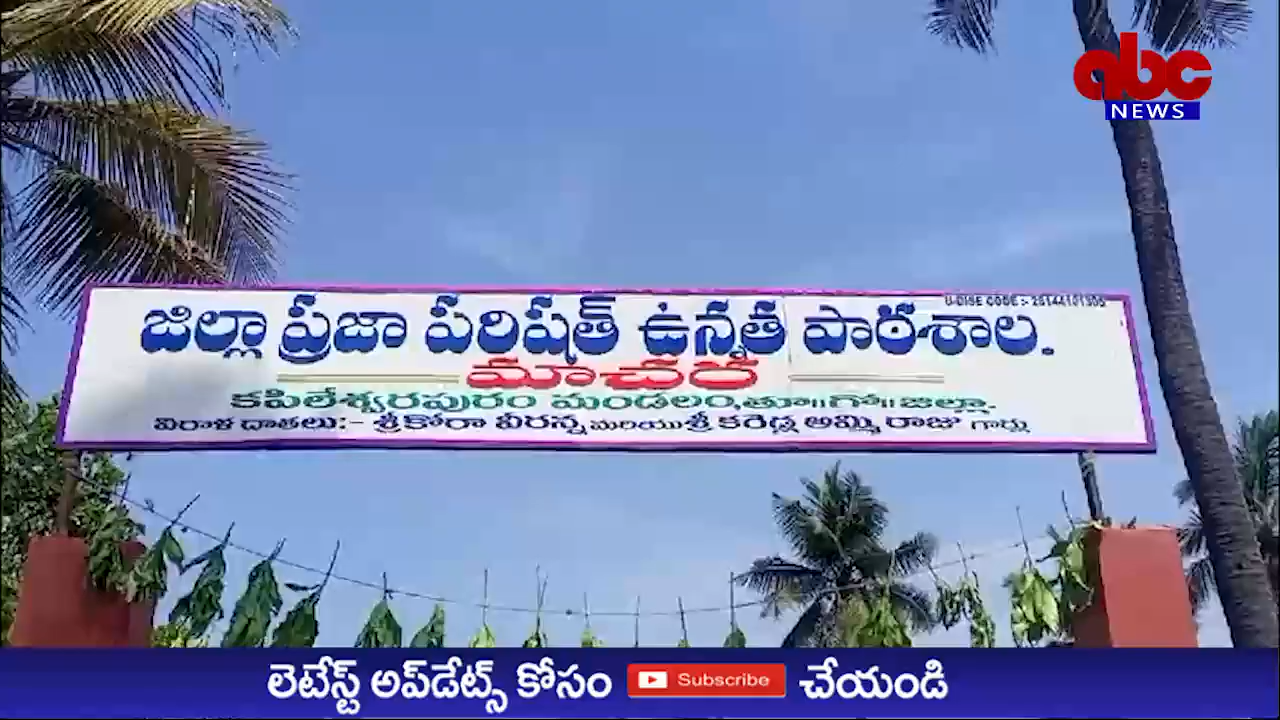 abc
NEWS
U-DISE CODE :-
జిల్లా ప్రజా పరిషత్ ఉన్నత పాఠశాల.
మాచర
కపిలేశ్వరపురం మండలం,తూ॥గో॥జిల్లా.
విరాళ దాతలు:- శ్రీ కోరా వీరన్న మరియు శ్రీ కరెడ్ల అమ్మి రాజు గార్లు
లెటేస్ట్ అప్‌డేట్స్ కోసం Subscribe చేయండి